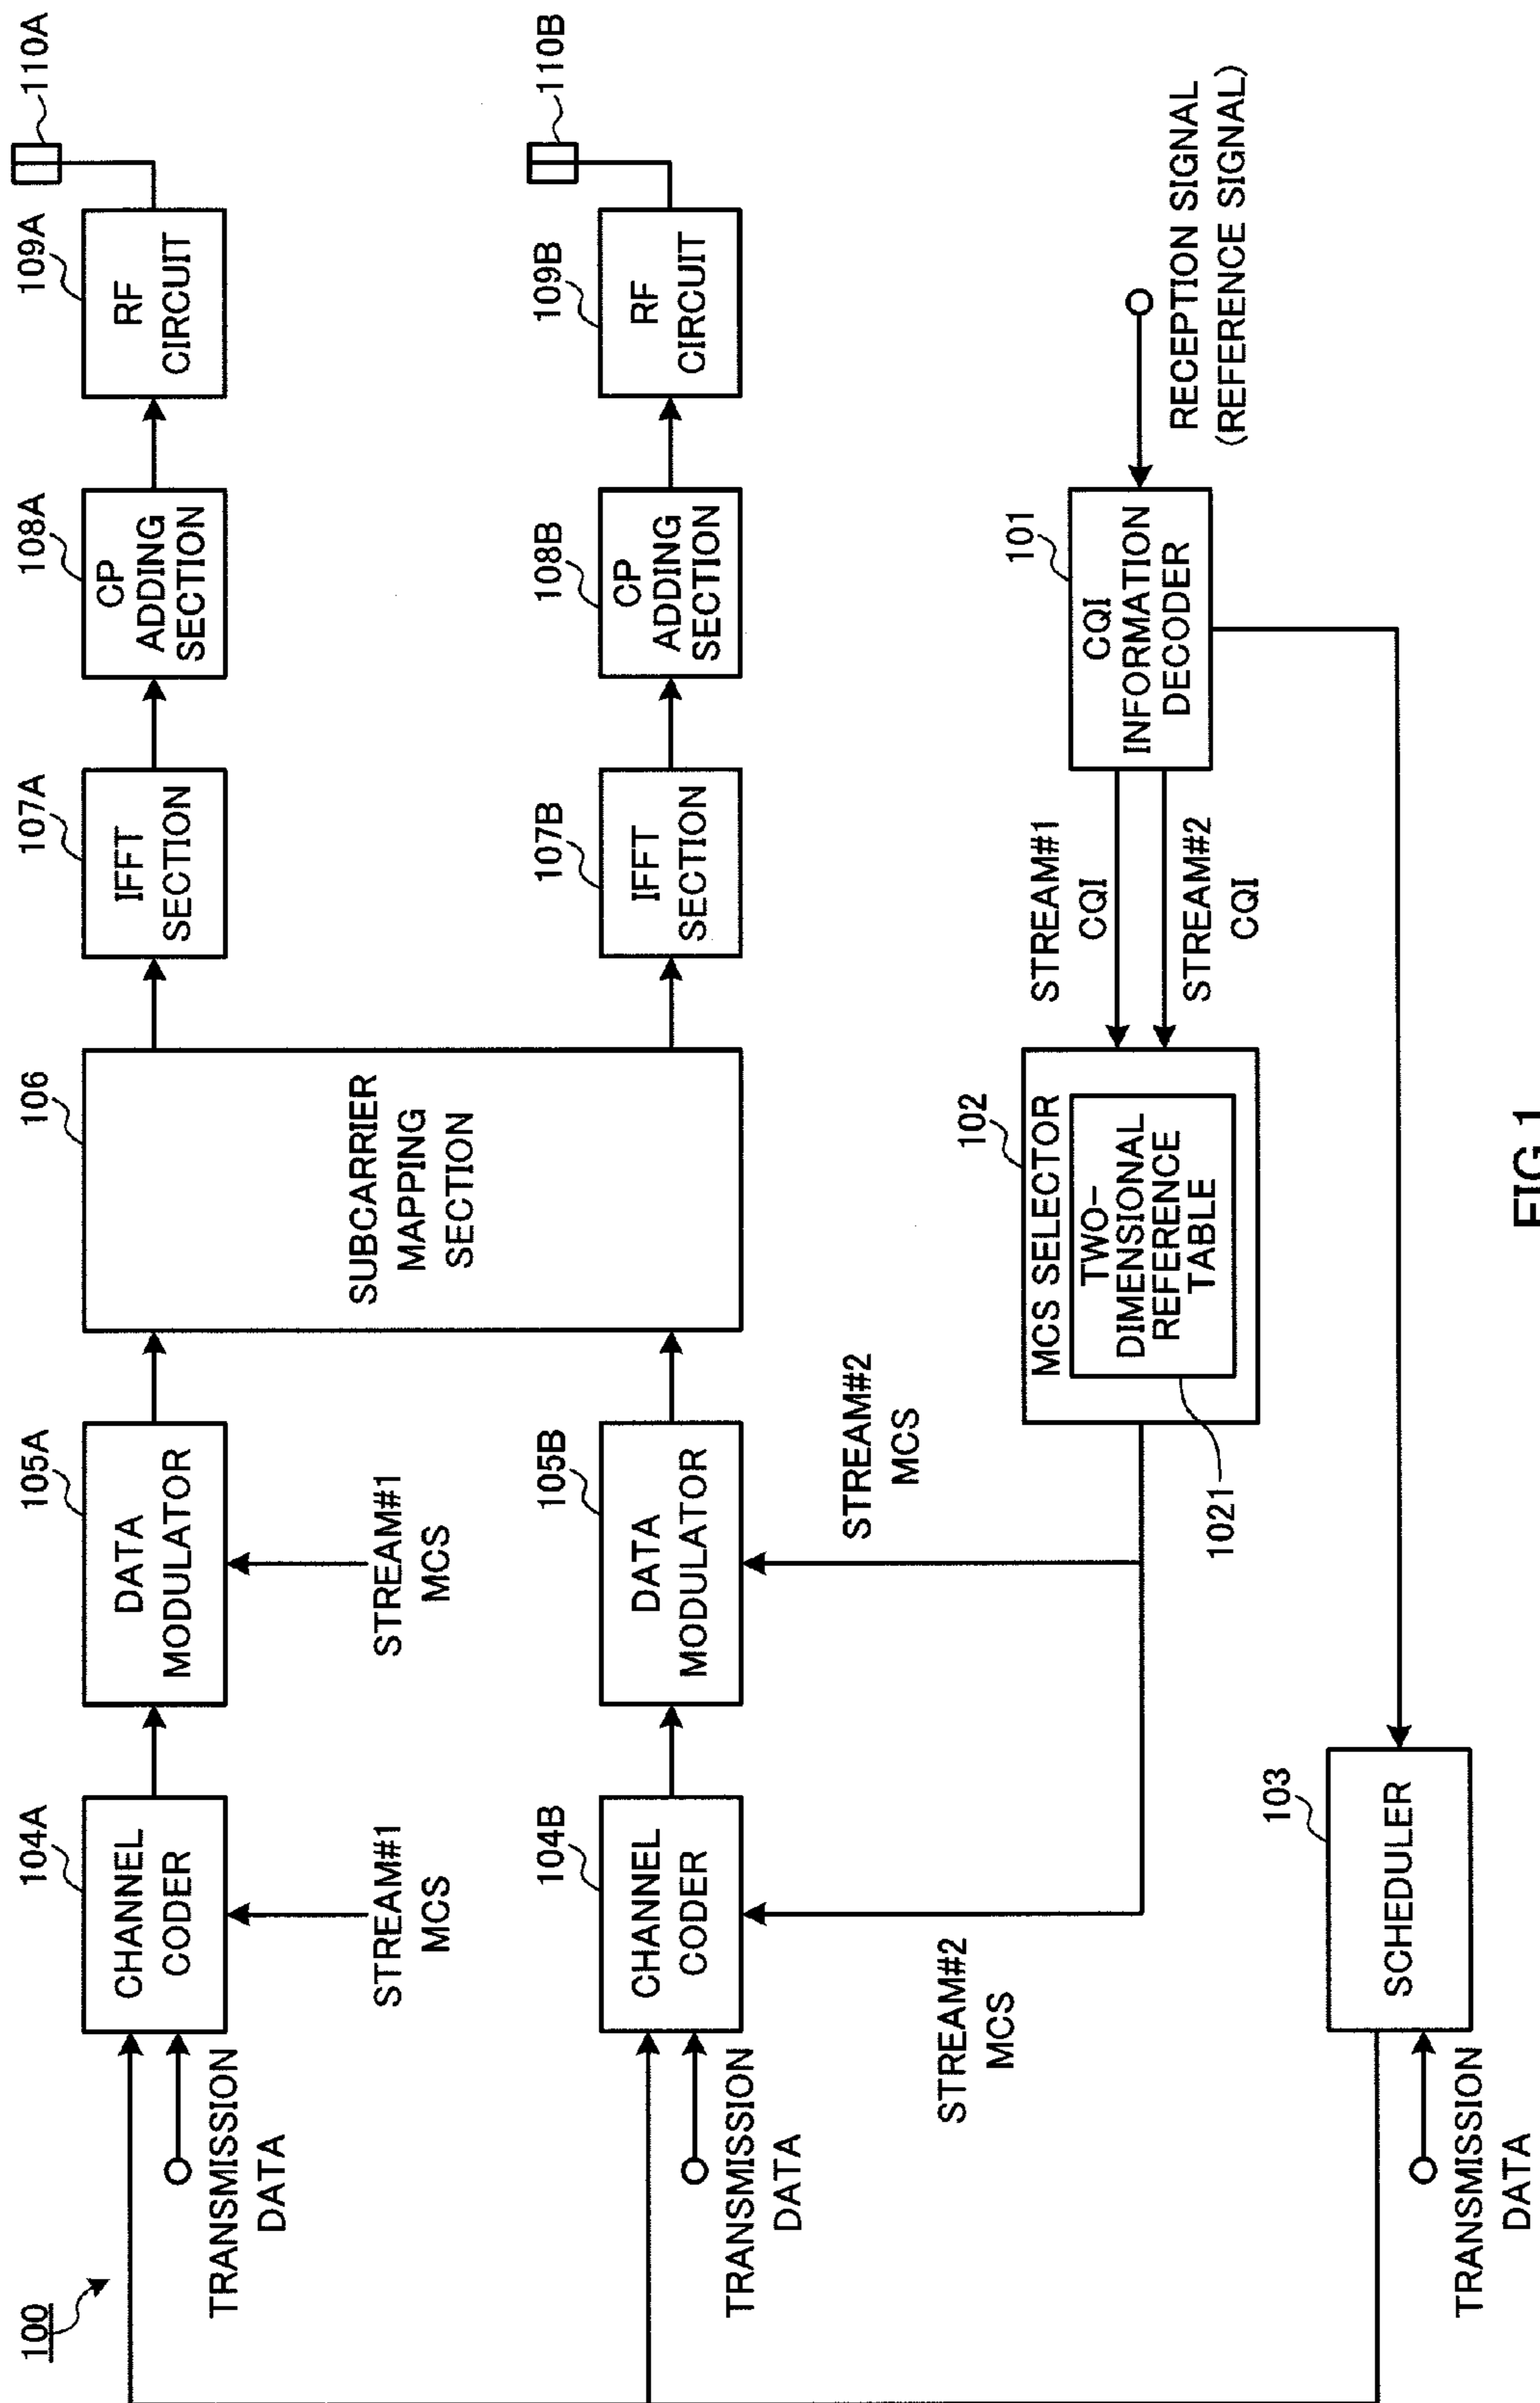 100
TRANSMISSION
DATA
104A
CHANNEL
CODER
STREAM#1
MCS
105A
DATA
MODULATOR
STREAM#1
MCS
106
SUBCARRIER
MAPPING
SECTION
107A
IFFT
SECTION
108A
CP
ADDING
SECTION
109A
RF
CIRCUIT
110A
TRANSMISSION
DATA
104B
CHANNEL
CODER
STREAM#2
MCS
105B
DATA
MODULATOR
STREAM#2
MCS
107B
IFFT
SECTION
108B
CP
ADDING
SECTION
109B
RF
CIRCUIT
110B
102
MCS SELECTOR
TWO-
DIMENSIONAL
REFERENCE
TABLE
1021
STREAM#1
CQI
STREAM#2
CQI
101
CQI
INFORMATION
DECODER
RECEPTION SIGNAL
(REFERENCE SIGNAL)
103
SCHEDULER
TRANSMISSION
DATA
FIG.1